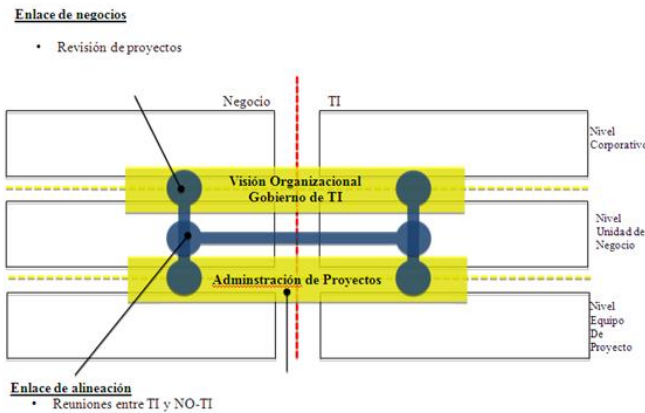 Enlace de negocios
• Revisión de proyectos
Negocio
TI
Nivel
Corporativo
Visión Organizacional
Gobierno de TI
Nivel
Unidad de
Negocio
Adminstración de Proyectos
Nivel
Equipo
De
Proyecto
Enlace de alineación
• Reuniones entre TI y NO-TI